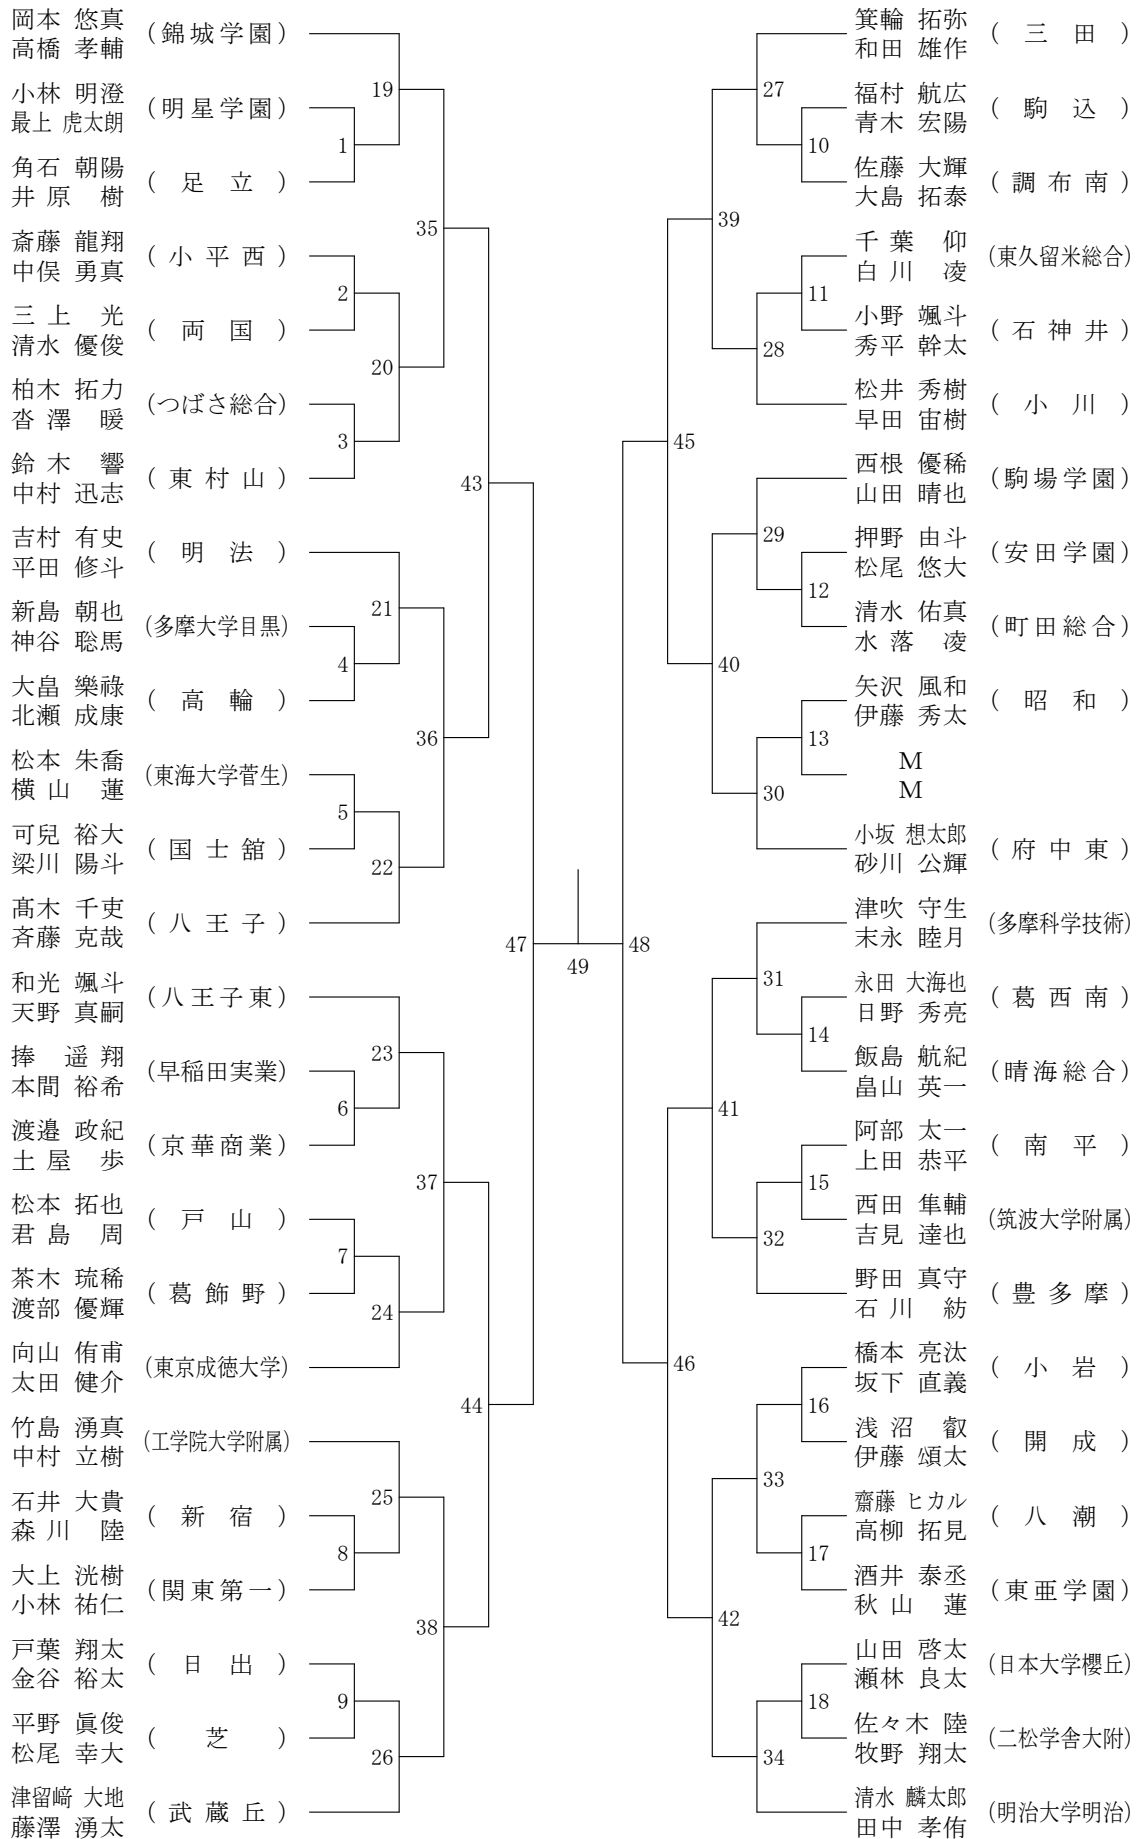 岡本 悠真
高橋 孝輔
(錦城学園)
小林 明澄
最上 虎太朗
(明星学園)
角石 朝陽
井原 樹
(足立)
斎藤 龍翔
中俣 勇真
(小平西)
三上 光
清水 優俊
(両国)
柏木 拓力
沓澤 暖
(つばさ総合)
鈴木 響
中村 迅志
(東村山)
吉村 有史
平田 修斗
(明法)
新島 朝也
神谷 聡馬
(多摩大学目黒)
大畠 樂祿
北瀬 成康
(高輪)
松本 朱喬
横山 蓮
(東海大学菅生)
可兒 裕大
梁川 陽斗
(国士舘)
髙木 千吏
斉藤 克哉
(八王子)
和光 颯斗
天野 真嗣
(八王子東)
捧 遥翔
本間 裕希
(早稲田実業)
渡邉 政紀
土屋 歩
(京華商業)
松本 拓也
君島 周
(戸山)
茶木 琉稀
渡部 優輝
(葛飾野)
向山 侑甫
太田 健介
(東京成徳大学)
竹島 湧真
中村 立樹
(工学院大学附属)
石井 大貴
森川 陸
(新宿)
大上 洸樹
小林 祐仁
(関東第一)
戸葉 翔太
金谷 裕太
(日出)
平野 眞俊
松尾 幸大
(芝)
津留﨑 大地
藤澤 湧太
(武蔵丘)
1
2
3
4
5
6
7
8
9
19
20
21
22
23
24
25
26
35
36
37
38
43
44
47
49
48
45
46
39
40
41
42
27
28
29
30
31
32
33
34
10
11
12
13
14
15
16
17
18
箕輪 拓弥
和田 雄作
(三田)
福村 航広
青木 宏陽
(駒込)
佐藤 大輝
大島 拓泰
(調布南)
千葉 仰
白川 凌
(東久留米総合)
小野 颯斗
秀平 幹太
(石神井)
松井 秀樹
早田 宙樹
(小川)
西根 優稀
山田 晴也
(駒場学園)
押野 由斗
松尾 悠大
(安田学園)
清水 佑真
水落 凌
(町田総合)
矢沢 風和
伊藤 秀太
(昭和)
M
M
小坂 想太郎
砂川 公輝
(府中東)
津吹 守生
末永 睦月
(多摩科学技術)
永田 大海也
日野 秀亮
(葛西南)
飯島 航紀
畠山 英一
(晴海総合)
阿部 太一
上田 恭平
(南平)
西田 隼輔
吉見 達也
(筑波大学附属)
野田 真守
石川 紡
(豊多摩)
橋本 亮汰
坂下 直義
(小岩)
浅沼 叡
伊藤 頌太
(開成)
齋藤 ヒカル
高柳 拓見
(八潮)
酒井 泰丞
秋山 蓮
(東亜学園)
山田 啓太
瀬林 良太
(日本大学櫻丘)
佐々木 陸
牧野 翔太
(二松学舎大附)
清水 麟太郎
田中 孝侑
(明治大学明治)